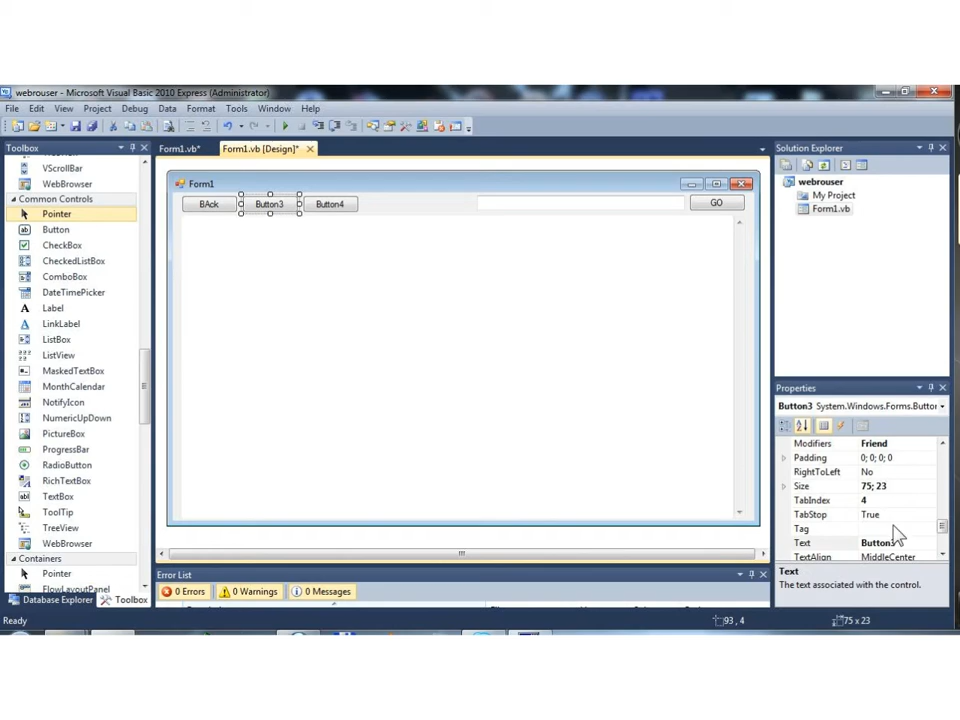 webrouser - Microsoft Visual Basic 2010 Express (Administrator)
File Edit View Project Debug Data Format Tools Window Help
Toolbox
Form1.vb* Form1.vb [Design]*
Solution Explorer
VScrollBar
WebBrowser
Common Controls
Pointer
Button
CheckBox
CheckedListBox
ComboBox
DateTimePicker
Label
LinkLabel
ListBox
ListView
MaskedTextBox
MonthCalendar
NotifyIcon
NumericUpDown
PictureBox
ProgressBar
RadioButton
RichTextBox
TextBox
ToolTip
TreeView
WebBrowser
Containers
Pointer
FlowLayoutPanel
Database Explorer Toolbox
Form1
BAck Button3 Button4 GO
Error List
0 Errors 0 Warnings 0 Messages
webrouser
My Project
Form1.vb
Properties
Button3 System.Windows.Forms.Button
Modifiers Friend
Padding 0; 0; 0; 0
RightToLeft No
Size 75; 23
TabIndex 4
TabStop True
Tag
Text Button3
TextAlign MiddleCenter
Text
The text associated with the control.
Ready 93 , 4 75 x 23